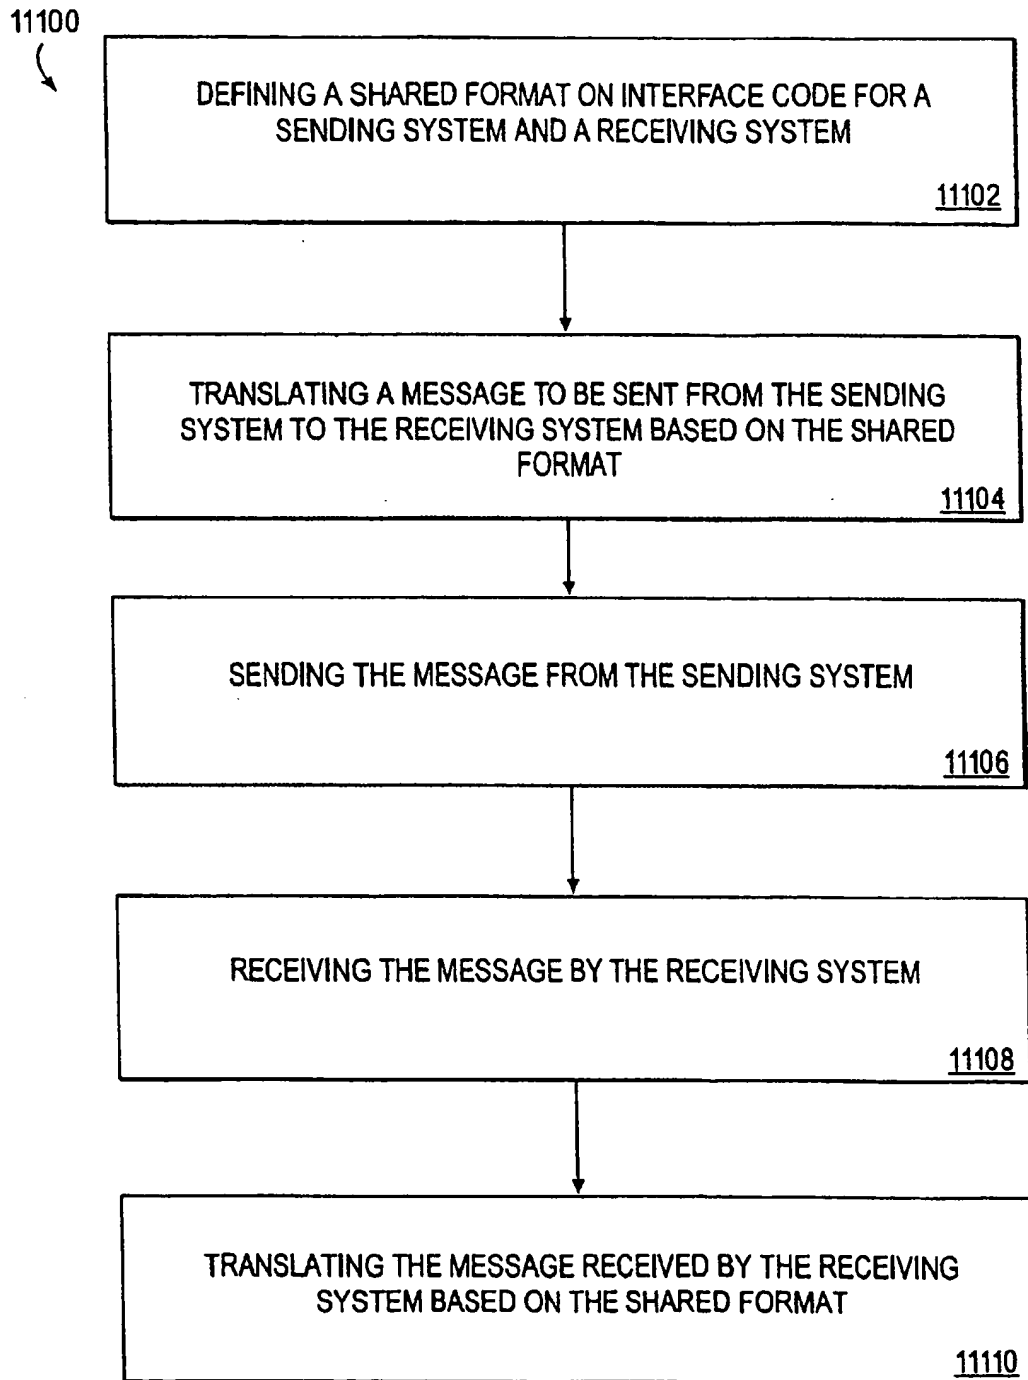 11100
DEFINING A SHARED FORMAT ON INTERFACE CODE FOR A
SENDING SYSTEM AND A RECEIVING SYSTEM
11102
TRANSLATING A MESSAGE TO BE SENT FROM THE SENDING
SYSTEM TO THE RECEIVING SYSTEM BASED ON THE SHARED
FORMAT
11104
SENDING THE MESSAGE FROM THE SENDING SYSTEM
11106
RECEIVING THE MESSAGE BY THE RECEIVING SYSTEM
11108
TRANSLATING THE MESSAGE RECEIVED BY THE RECEIVING
SYSTEM BASED ON THE SHARED FORMAT
11110